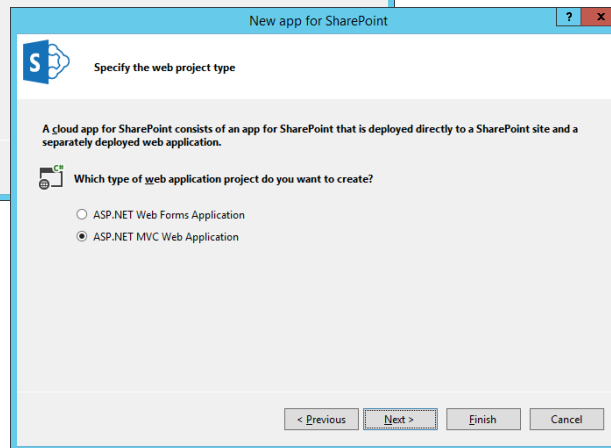 New app for SharePoint
? x
S
Specify the web project type
A cloud app for SharePoint consists of an app for SharePoint that is deployed directly to a SharePoint site and a
separately deployed web application.
C#
Which type of web application project do you want to create?
ASP.NET Web Forms Application
ASP.NET MVC Web Application
< Previous Next > Finish Cancel